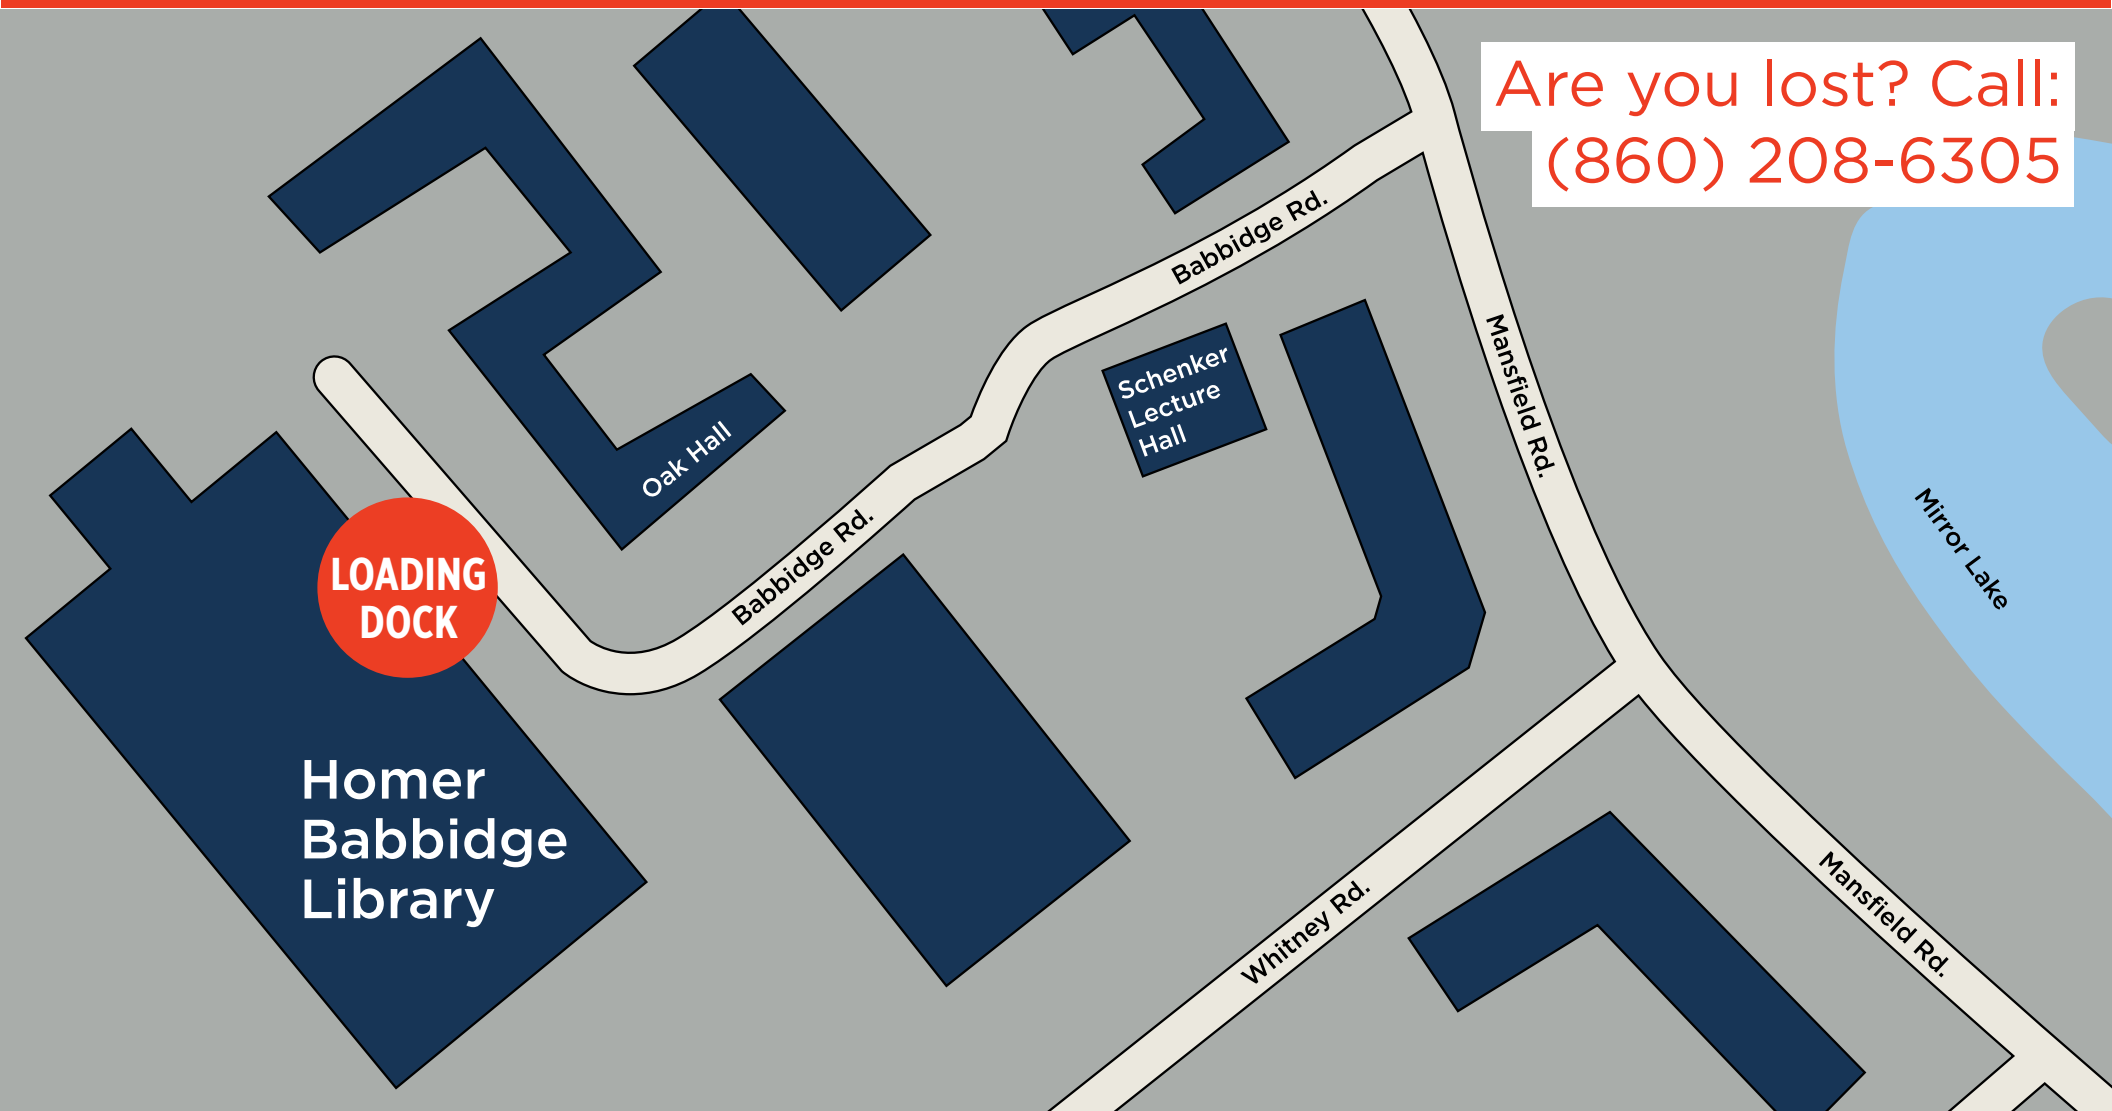 Are you lost? Call:
(860) 208-6305
Babbidge Rd.
Schenker
Lecture
Hall
Mansfield Rd.
Oak Hall
Babbidge Rd.
Mirror Lake
LOADING
DOCK
Homer
Babbidge
Library
Whitney Rd.
Mansfield Rd.